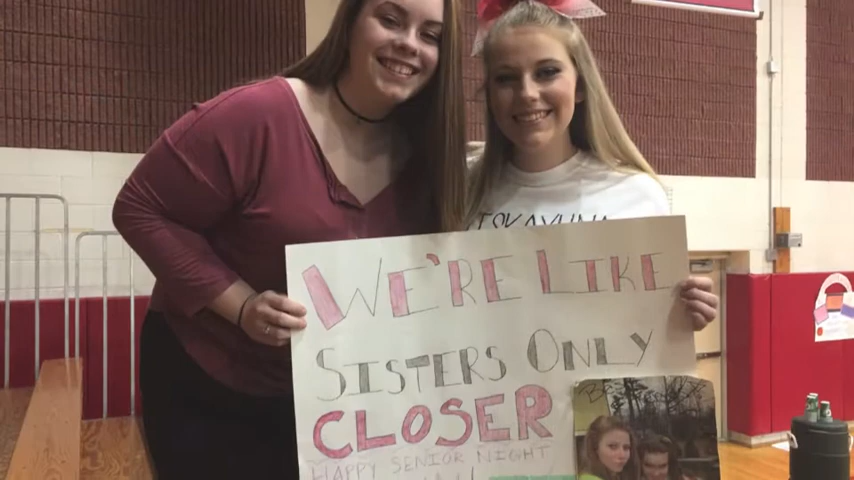 WE'RE LIKE
SISTERS ONLY
CLOSER
HAPPY SENIOR NIGHT